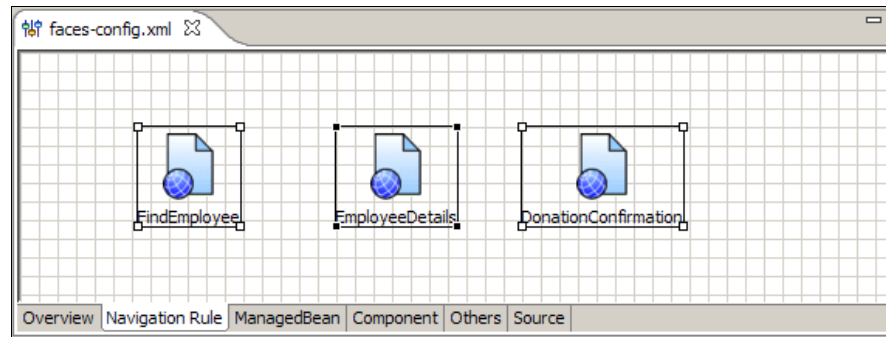 faces-config.xml
FindEmployee EmployeeDetails DonationConfirmation
Overview Navigation Rule ManagedBean Component Others Source